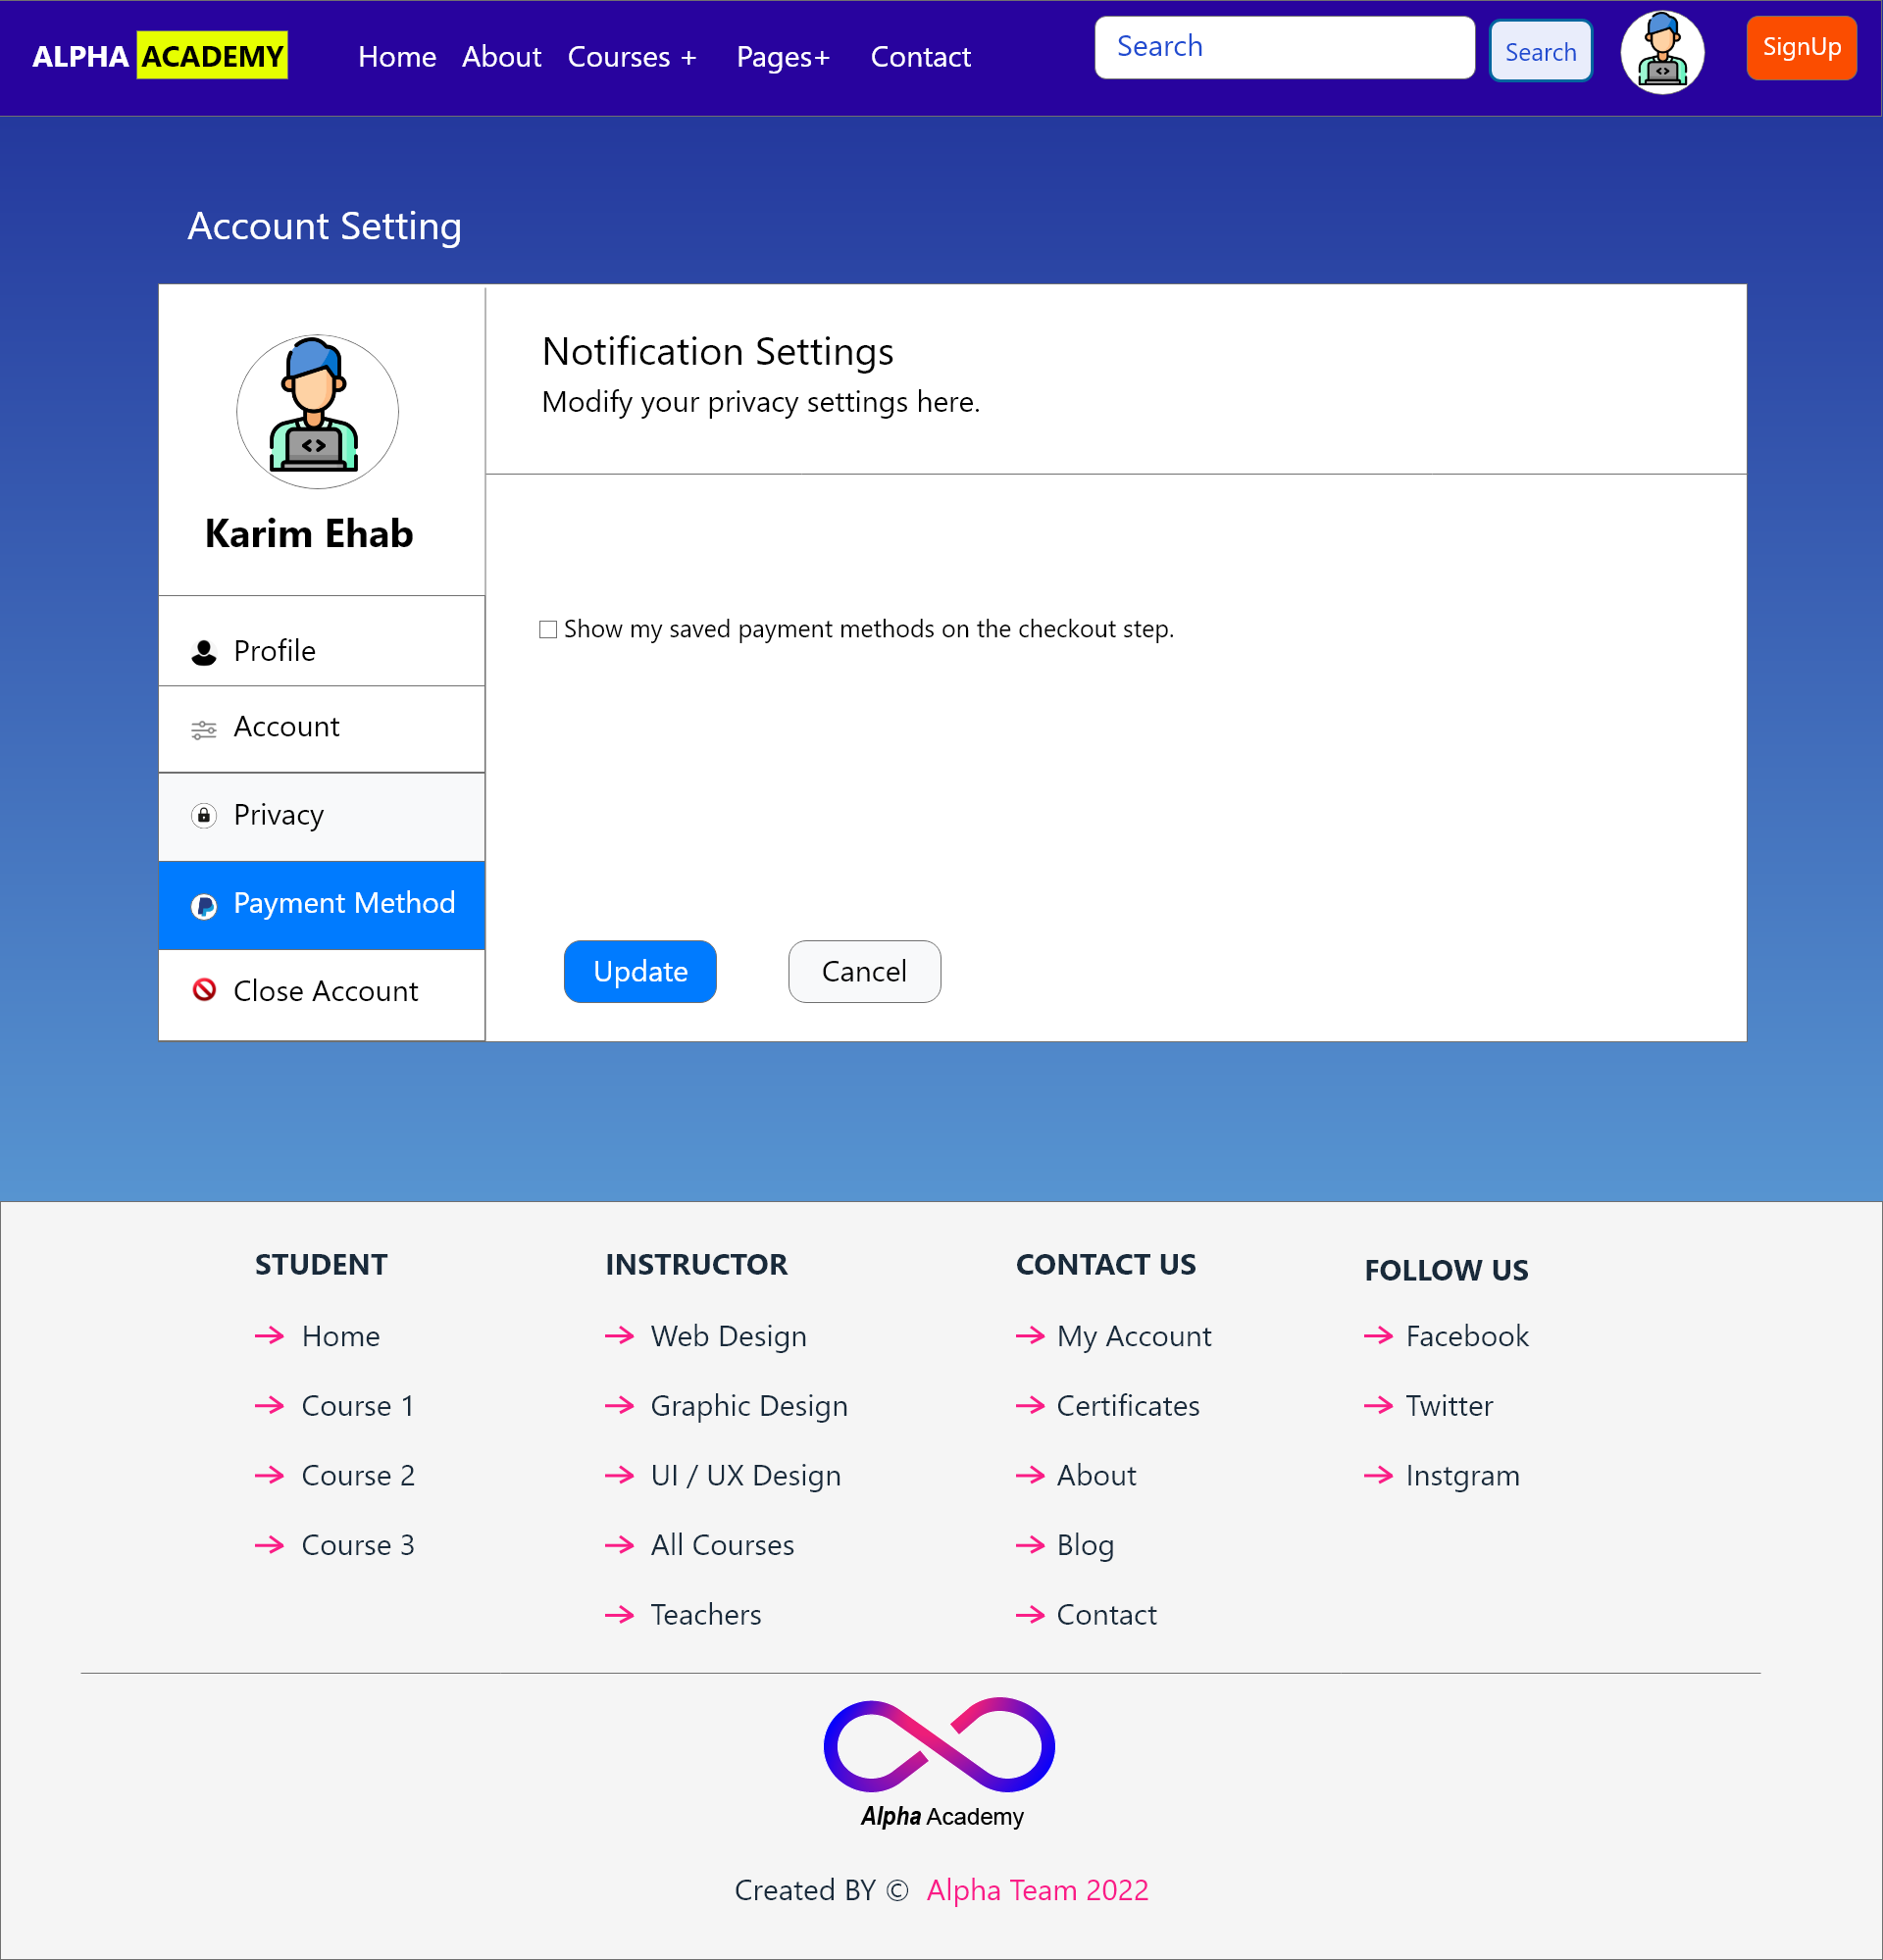 ALPHA ACADEMY Home About Courses + Pages+ Contact Search Search SignUp
Account Setting
Karim Ehab
Profile
Account
Privacy
Payment Method
Close Account
Notification Settings
Modify your privacy settings here.
Show my saved payment methods on the checkout step.
Update Cancel
STUDENT
Home
Course 1
Course 2
Course 3
INSTRUCTOR
Web Design
Graphic Design
UI / UX Design
All Courses
Teachers
CONTACT US
My Account
Certificates
About
Blog
Contact
FOLLOW US
Facebook
Twitter
Instgram
Alpha Academy
Created BY © Alpha Team 2022